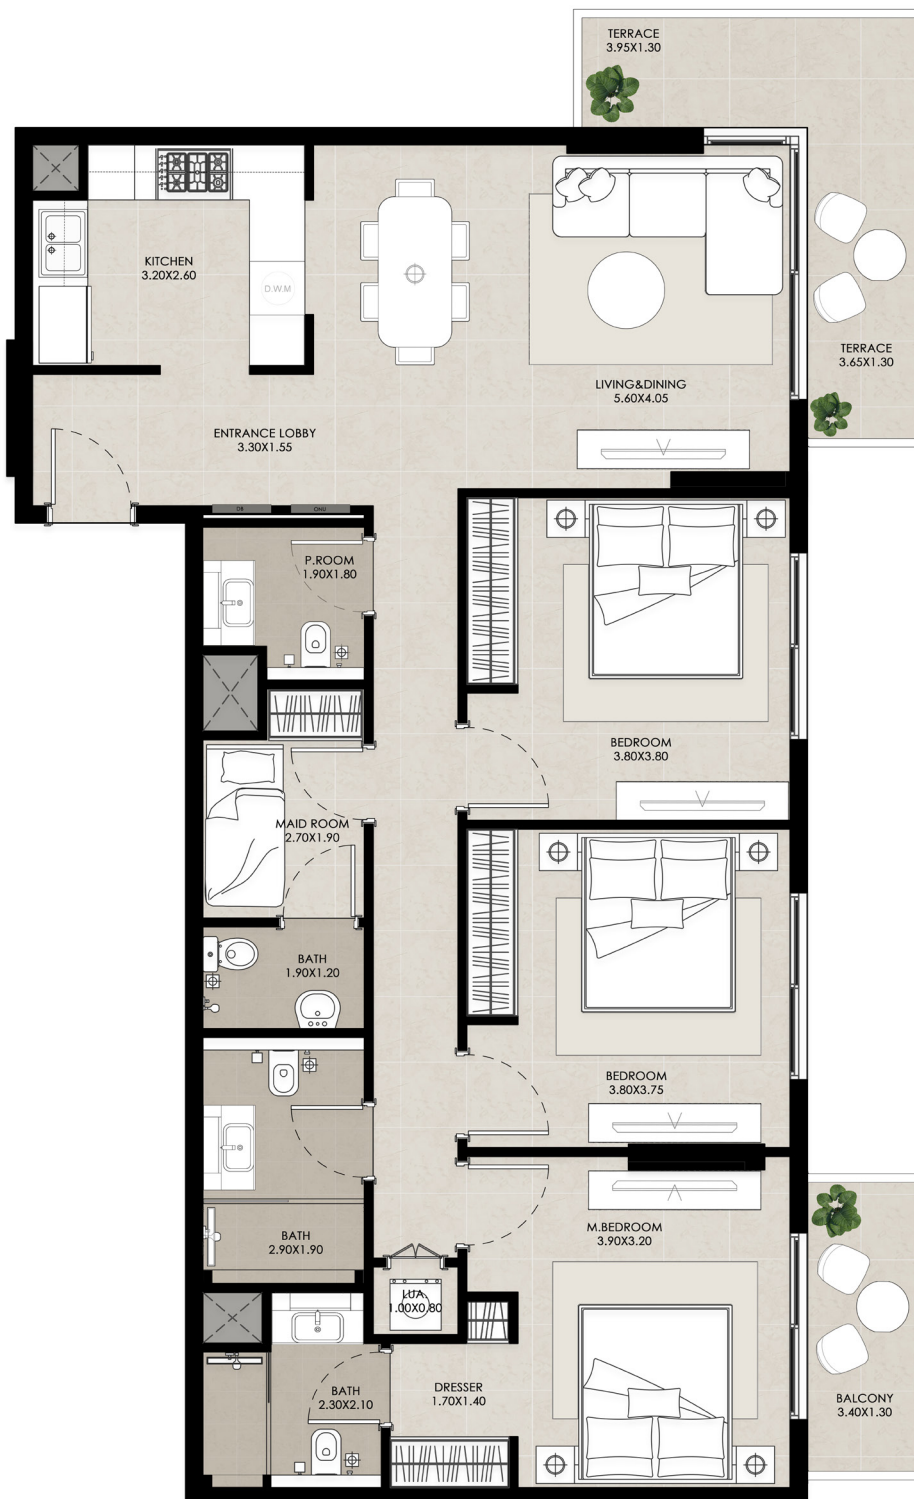 TERRACE
3.95X1.30
KITCHEN
3.20X2.60
D.W.M
TERRACE
3.65X1.30
LIVING&DINING
5.60X4.05
ENTRANCE LOBBY
3.30X1.55
DB
ONU
P.ROOM
1.90X1.80
BEDROOM
3.80X3.80
MAID ROOM
2.70X1.90
BATH
1.90X1.20
BEDROOM
3.80X3.75
BATH
2.90X1.90
M.BEDROOM
3.90X3.20
LUA.
1.00X0.80
BATH
2.30X2.10
DRESSER
1.70X1.40
BALCONY
3.40X1.30